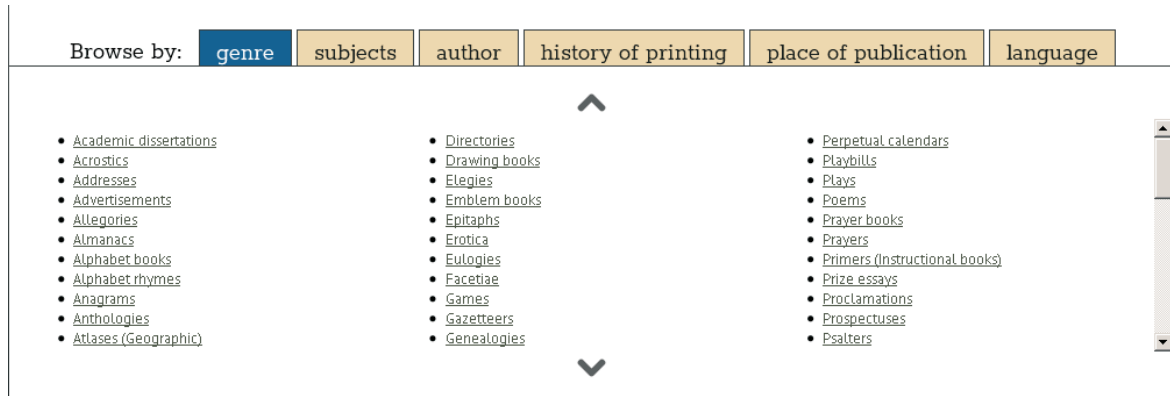 Browse by: genre subjects author history of printing place of publication language
Academic dissertations
Acrostics
Addresses
Advertisements
Allegories
Almanacs
Alphabet books
Alphabet rhymes
Anagrams
Anthologies
Atlases (Geographic)
Directories
Drawing books
Elegies
Emblem books
Epitaphs
Erotica
Eulogies
Facetiae
Games
Gazetteers
Genealogies
Perpetual calendars
Playbills
Plays
Poems
Prayer books
Prayers
Primers (Instructional books)
Prize essays
Proclamations
Prospectuses
Psalters